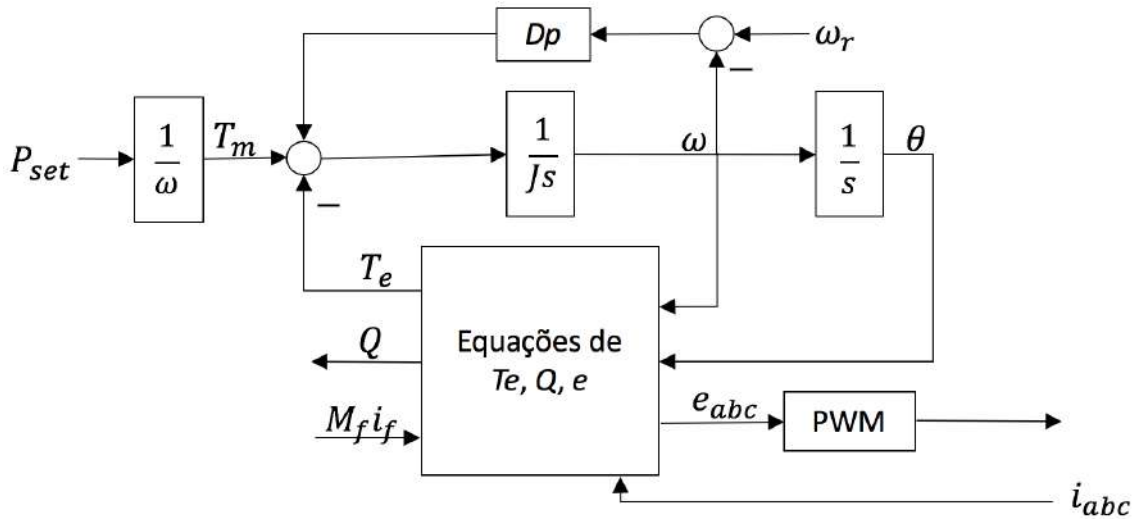 Dp
−
ω_r
P_set
1/ω
T_m
−
1/Js
ω
1/s
θ
T_e
Q
M_f i_f
Equações de
Te, Q, e
e_abc
PWM
i_abc